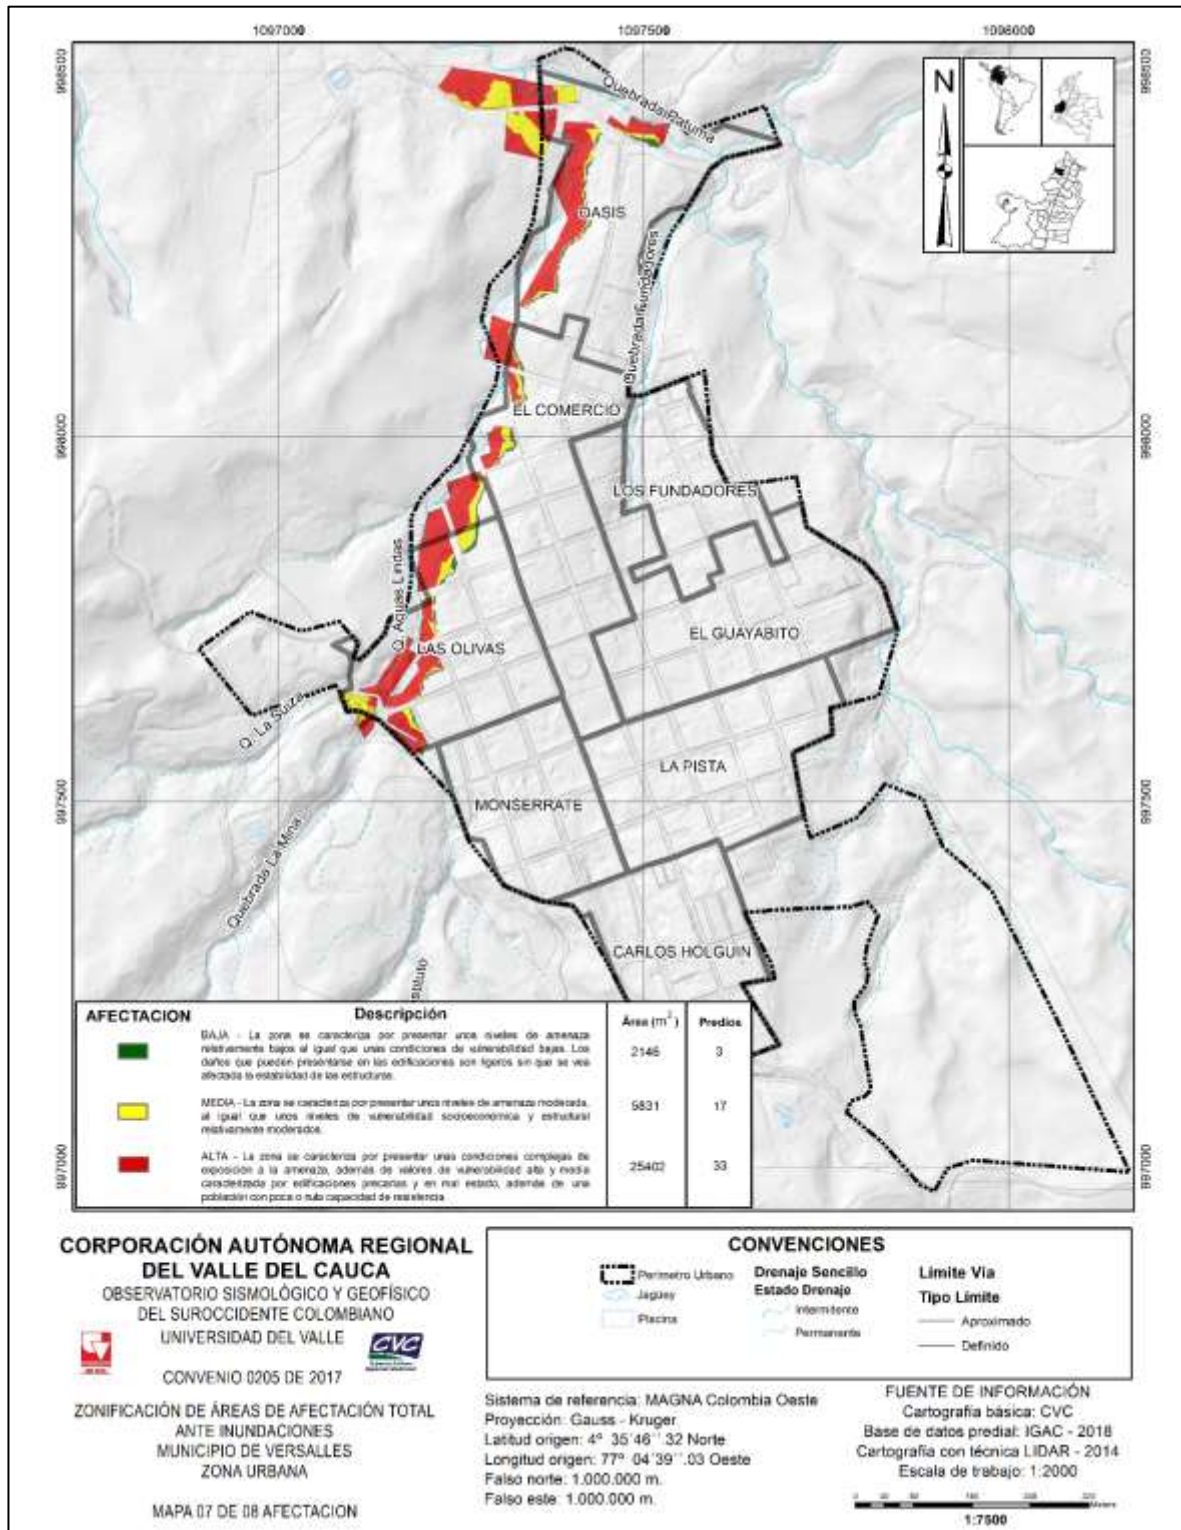 1097000
1097500
1098000
998500
998500
N
Quebrada Patuma
OASIS
Quebrada Fundadores
EL COMERCIO
998000
998000
LOS FUNDADORES
Q. Aguas Lindas
EL GUAYABITO
LAS OLIVAS
Q. La Suiza
LA PISTA
MONSERRATE
997500
997500
Quebrada La Mina
CARLOS HOLGUIN
stituto
AFECTACION
Descripción
Área (m²)
Predios
BAJA - La zona se caracteriza por presentar unos niveles de amenaza
relativamente bajos al igual que unas condiciones de vulnerabilidad bajas. Los
daños que pueden presentarse en las edificaciones son ligeros sin que se vea
afectada la estabilidad de las estructuras.
2146
3
MEDIA - La zona se caracteriza por presentar unos niveles de amenaza moderada,
al igual que unos niveles de vulnerabilidad socioeconómica y estructural
relativamente moderados.
5831
17
ALTA - La zona se caracteriza por presentar unas condiciones complejas de
exposición a la amenaza, además de valores de vulnerabilidad alta y media
caracterizada por edificaciones precarias y en mal estado, además de una
población con poca o nula capacidad de resistencia
25402
33
997000
997000
CORPORACIÓN AUTÓNOMA REGIONAL
DEL VALLE DEL CAUCA
OBSERVATORIO SISMOLÓGICO Y GEOFÍSICO
DEL SUROCCIDENTE COLOMBIANO
UNIVERSIDAD DEL VALLE
CVC
CONVENIO 0205 DE 2017
ZONIFICACIÓN DE ÁREAS DE AFECTACIÓN TOTAL
ANTE INUNDACIONES
MUNICIPIO DE VERSALLES
ZONA URBANA
MAPA 07 DE 08 AFECTACION
CONVENCIONES
Perimetro Urbano
Jagüey
Piscina
Drenaje Sencillo
Estado Drenaje
Intermitente
Permanente
Límite Via
Tipo Límite
Aproximado
Definido
Sistema de referencia: MAGNA Colombia Oeste
Proyección: Gauss - Kruger
Latitud origen: 4° 35´46´´.32 Norte
Longitud origen: 77° 04´39´´.03 Oeste
Falso norte: 1.000.000 m.
Falso este: 1.000.000 m.
FUENTE DE INFORMACIÓN
Cartografía básica: CVC
Base de datos predial: IGAC - 2018
Cartografía con técnica LIDAR - 2014
Escala de trabajo: 1:2000
Meters
1:7500